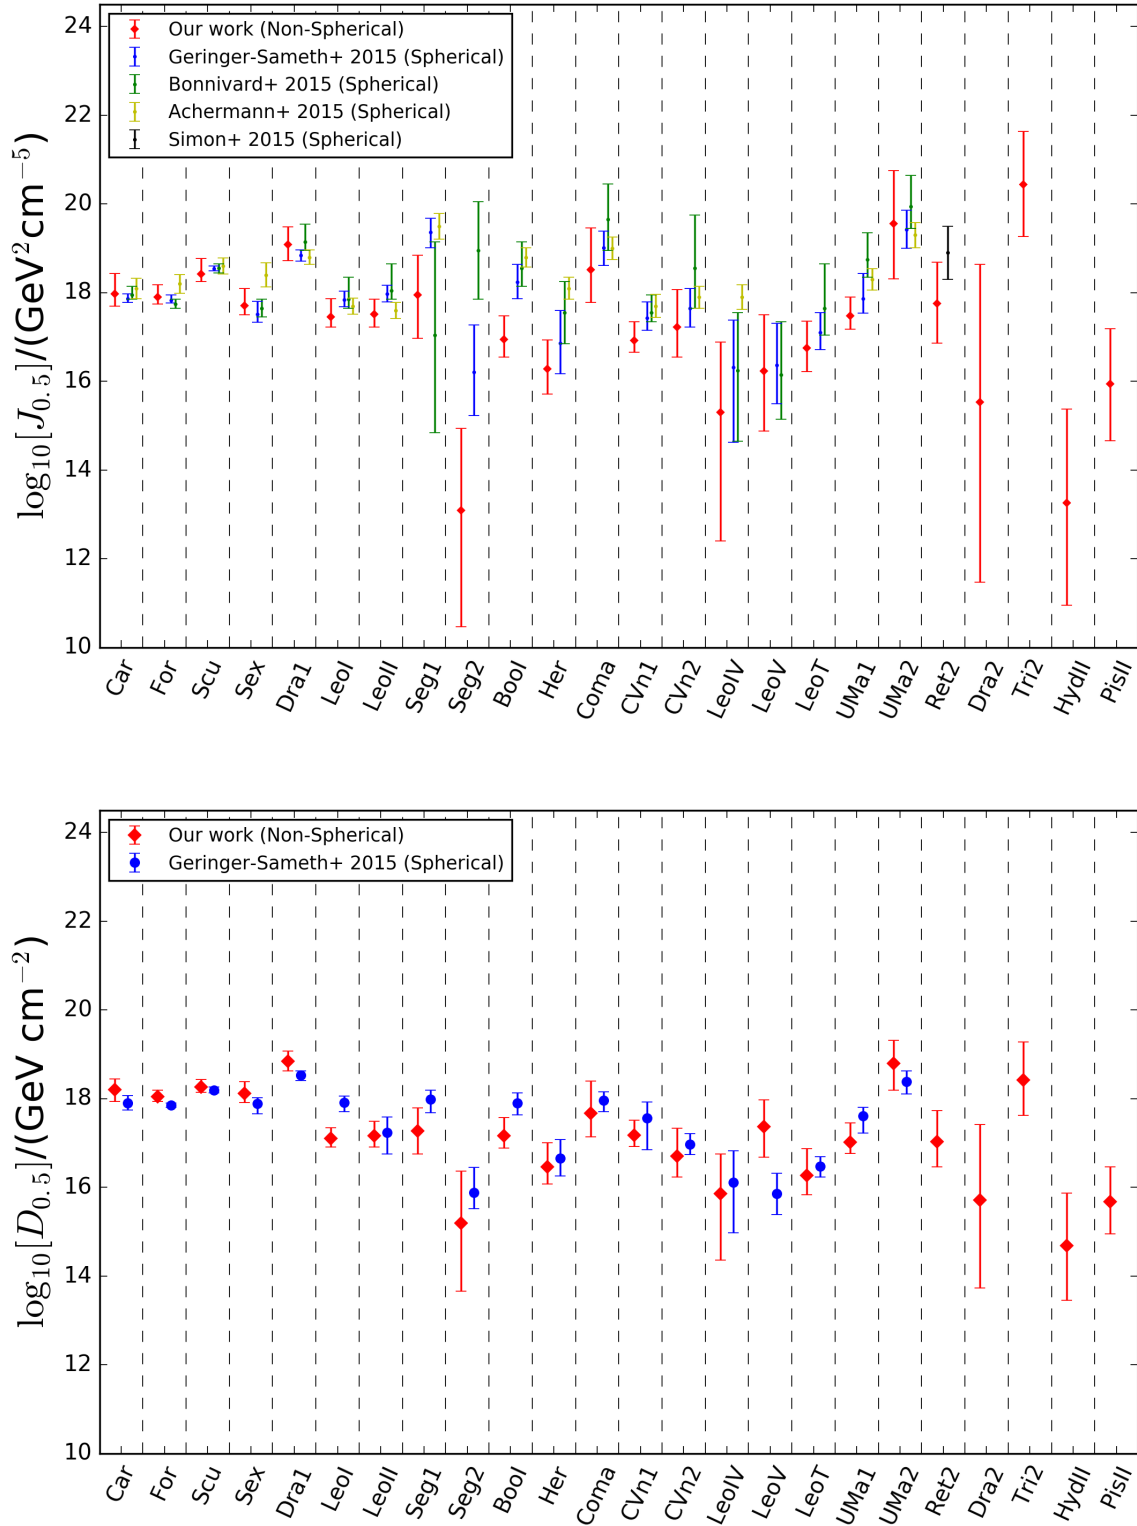 24
22
20
18
16
14
12
10
log₁₀[J₀.₅]/(GeV²cm⁻⁵)
Our work (Non-Spherical)
Geringer-Sameth+ 2015 (Spherical)
Bonnivard+ 2015 (Spherical)
Achermann+ 2015 (Spherical)
Simon+ 2015 (Spherical)
Car
For
Scu
Sex
Dra1
LeoI
LeoII
Seg1
Seg2
BooI
Her
Coma
CVn1
CVn2
LeoIV
LeoV
LeoT
UMa1
UMa2
Ret2
Dra2
Tri2
HydII
PisII
24
22
20
18
16
14
12
10
log₁₀[D₀.₅]/(GeV cm⁻²)
Our work (Non-Spherical)
Geringer-Sameth+ 2015 (Spherical)
Car
For
Scu
Sex
Dra1
LeoI
LeoII
Seg1
Seg2
BooI
Her
Coma
CVn1
CVn2
LeoIV
LeoV
LeoT
UMa1
UMa2
Ret2
Dra2
Tri2
HydII
PisII